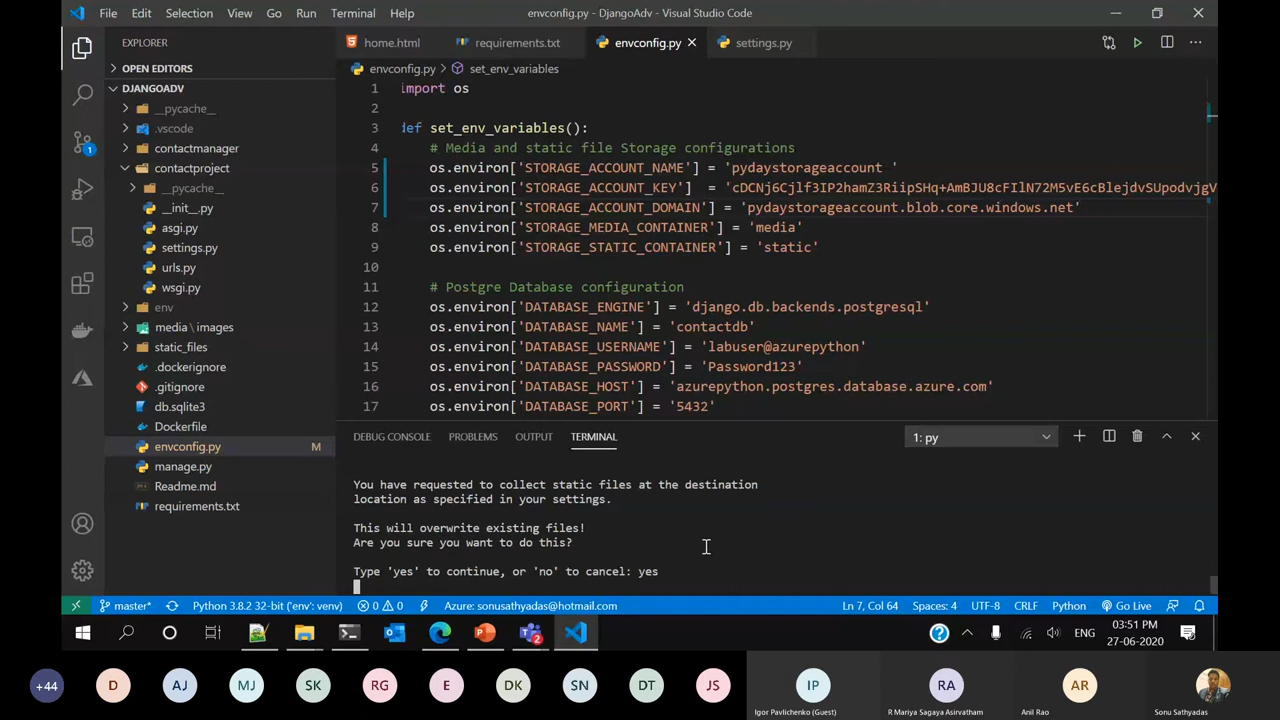 File Edit Selection View Go Run Terminal Help envconfig.py - DjangoAdv - Visual Studio Code
EXPLORER
OPEN EDITORS
DJANGOADV
__pycache__
.vscode
contactmanager
contactproject
__pycache__
__init__.py
asgi.py
settings.py
urls.py
wsgi.py
env
media \ images
static_files
.dockerignore
.gitignore
db.sqlite3
Dockerfile
envconfig.py M
manage.py
Readme.md
requirements.txt
home.html requirements.txt envconfig.py settings.py
envconfig.py > set_env_variables
1 import os
2
3 def set_env_variables():
4 # Media and static file Storage configurations
5 os.environ['STORAGE_ACCOUNT_NAME'] = 'pydaystorageaccount '
6 os.environ['STORAGE_ACCOUNT_KEY'] = 'cDCNj6Cjlf3IP2hamZ3RiipSHq+AmBJU8cFIlN72M5vE6cBlejdvSUpodvjgV
7 os.environ['STORAGE_ACCOUNT_DOMAIN'] = 'pydaystorageaccount.blob.core.windows.net'
8 os.environ['STORAGE_MEDIA_CONTAINER'] = 'media'
9 os.environ['STORAGE_STATIC_CONTAINER'] = 'static'
10
11 # Postgre Database configuration
12 os.environ['DATABASE_ENGINE'] = 'django.db.backends.postgresql'
13 os.environ['DATABASE_NAME'] = 'contactdb'
14 os.environ['DATABASE_USERNAME'] = 'labuser@azurepython'
15 os.environ['DATABASE_PASSWORD'] = 'Password123'
16 os.environ['DATABASE_HOST'] = 'azurepython.postgres.database.azure.com'
17 os.environ['DATABASE_PORT'] = '5432'
DEBUG CONSOLE PROBLEMS OUTPUT TERMINAL 1: py
You have requested to collect static files at the destination
location as specified in your settings.
This will overwrite existing files!
Are you sure you want to do this?
Type 'yes' to continue, or 'no' to cancel: yes
1
master* Python 3.8.2 32-bit ('env': venv) 0 0 Azure: sonusathyadas@hotmail.com Ln 7, Col 64 Spaces: 4 UTF-8 CRLF Python Go Live
2 ENG 03:51 PM
27-06-2020
+44 D AJ MJ SK RG E DK SN DT JS IP RA AR
Igor Pavlichenko (Guest) R Mariya Sagaya Asirvatham Anil Rao Sonu Sathyadas